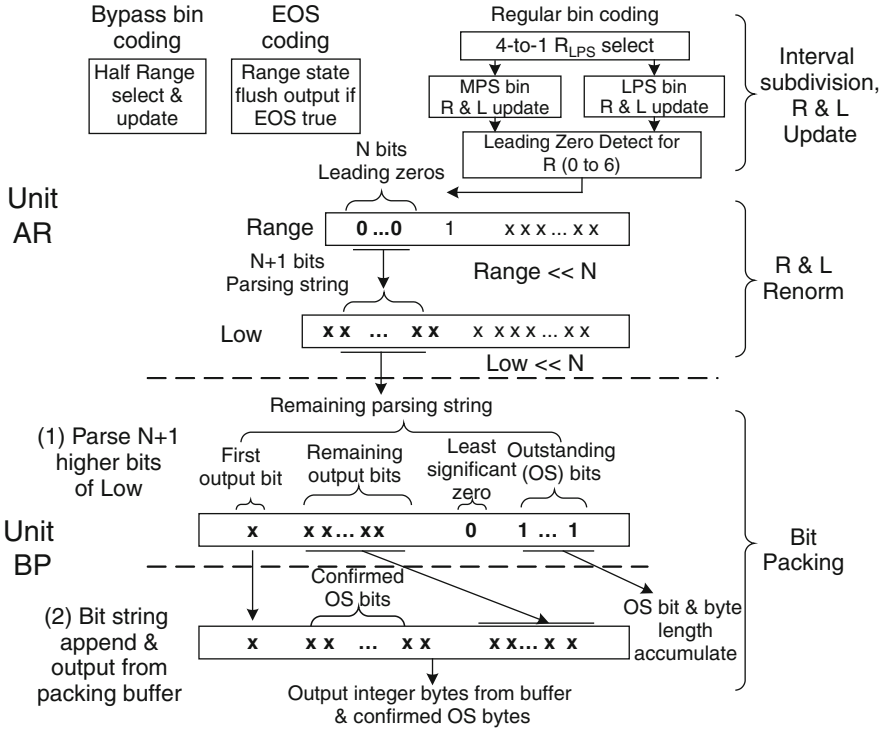 Bypass bin
coding
EOS
coding
Regular bin coding
4-to-1 R_LPS select
Half Range
select &
update
Range state
flush output if
EOS true
MPS bin
R & L update
LPS bin
R & L update
Leading Zero Detect for
R (0 to 6)
Interval
subdivision,
R & L
Update
N bits
Leading zeros
Unit
AR
Range
0 ...0 1 x x x ... x x
N+1 bits
Parsing string
Range << N
R & L
Renorm
Low
x x ... x x x x x x ... x x
Low << N
Remaining parsing string
(1) Parse N+1
higher bits
of Low
First
output bit
Remaining
output bits
Least
significant
zero
Outstanding
(OS) bits
x x x ... x x 0 1 ... 1
Unit
BP
Bit
Packing
Confirmed
OS bits
OS bit & byte
length
accumulate
(2) Bit string
append &
output from
packing buffer
x x x ... x x x x ... x x
Output integer bytes from buffer
& confirmed OS bytes